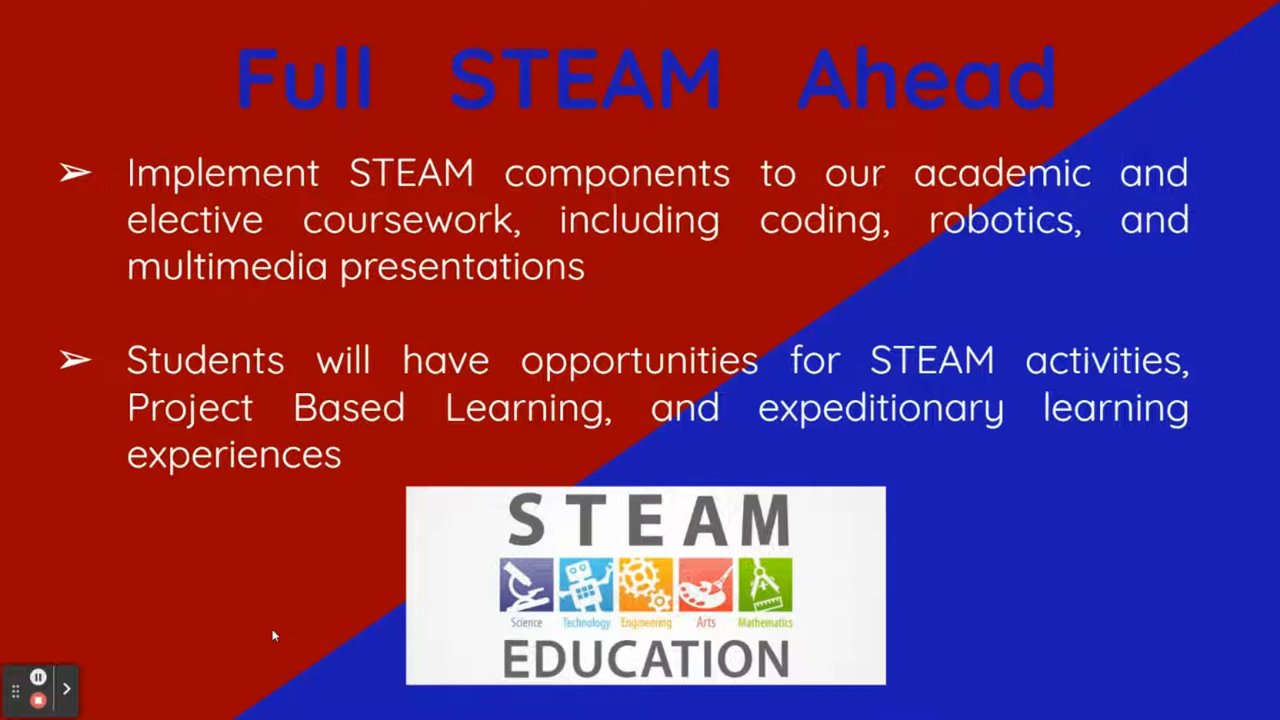 Full STEAM Ahead
➢ Implement STEAM components to our academic and
elective coursework, including coding, robotics, and
multimedia presentations
➢ Students will have opportunities for STEAM activities,
Project Based Learning, and expeditionary learning
experiences
STEAM
Science Technology Engineering Arts Mathematics
EDUCATION